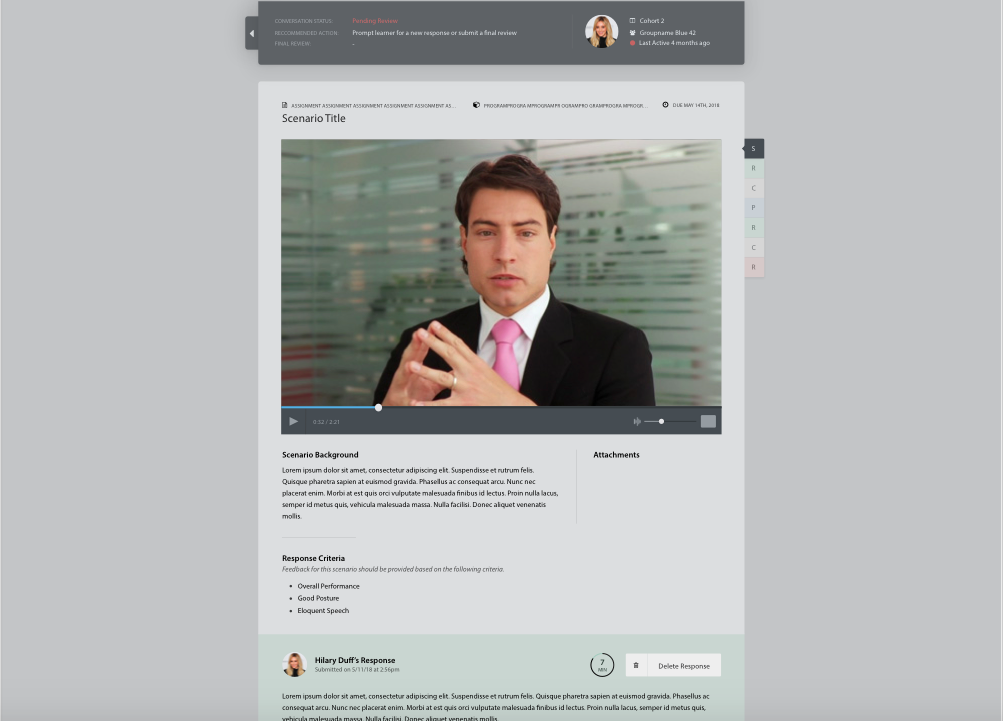 CONVERSATION STATUS: Pending Review
RECCOMENDED ACTION: Prompt learner for a new response or submit a final review
FINAL REVIEW: -
Cohort 2
Groupname Blue 42
Last Active 4 months ago
ASSIGNMENT ASSIGNMENT ASSIGNMENT ASSIGNMENT ASSIGNMENT AS...
PROGRAMPROGRA MPROGRAMPR OGRAMPRO GRAMPROGRA MPROGR...
DUE MAY 14TH, 2018
Scenario Title
S
R
C
P
R
C
R
0:52 / 2:21
Scenario Background
Lorem ipsum dolor sit amet, consectetur adipiscing elit. Suspendisse et rutrum felis.
Quisque pharetra sapien at euismod gravida. Phasellus ac consequat arcu. Nunc nec
placerat enim. Morbi at est quis orci vulputate malesuada finibus id lectus. Proin nulla lacus,
semper id metus quis, vehicula malesuada massa. Nulla facilisi. Donec aliquet venenatis
mollis.
Attachments
Response Criteria
Feedback for this scenario should be provided based on the following criteria.
• Overall Performance
• Good Posture
• Eloquent Speech
Hilary Duff's Response
Submitted on 5/11/18 at 2:56pm
7
MIN
Delete Response
Lorem ipsum dolor sit amet, consectetur adipiscing elit. Suspendisse et rutrum felis. Quisque pharetra sapien at euismod gravida. Phasellus ac
consequat arcu. Nunc nec placerat enim. Morbi at est quis orci vulputate malesuada finibus id lectus. Proin nulla lacus, semper id metus quis,
vehicula malesuada massa. Nulla facilisi. Donec aliquet venenatis mollis.